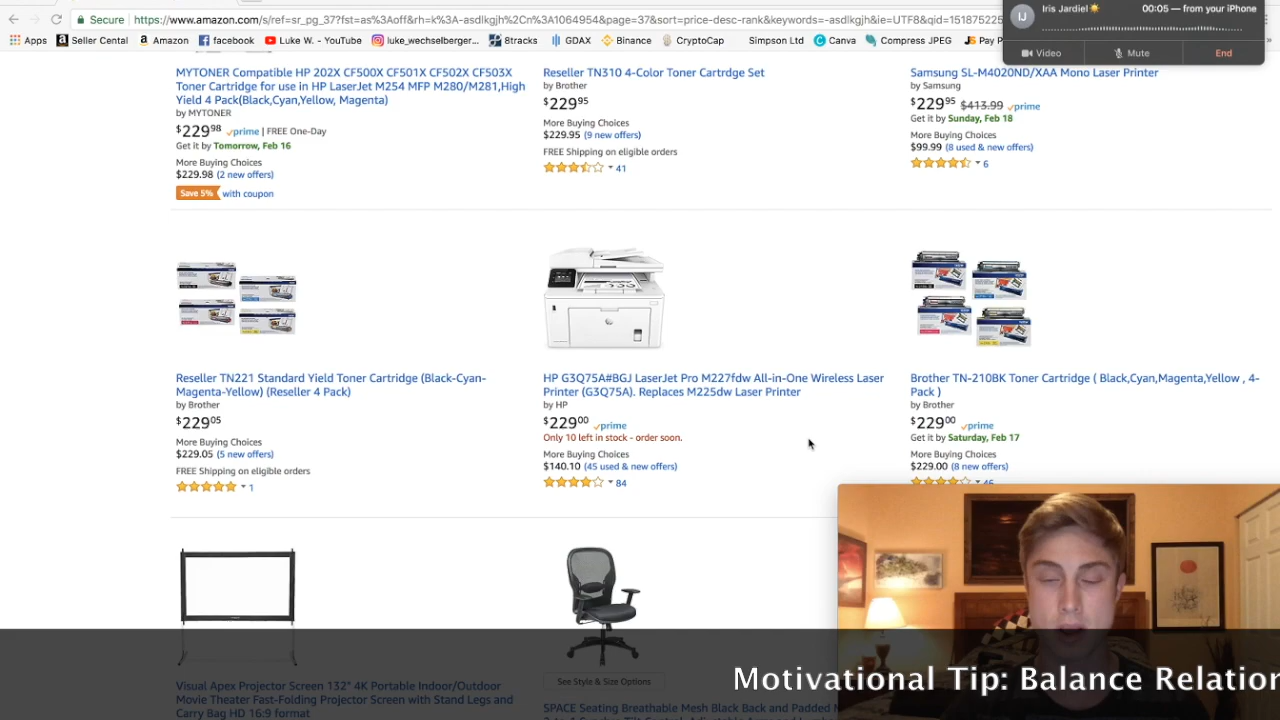 Secure
https://www.amazon.com/s/ref=sr_pg_37?fst=as%3Aoff&rh=k%3A-asdlkgjh%2Cn%3A1064954&page=37&sort=price-desc-rank&keywords=-asdlkgjh&ie=UTF8&qid=151875225
Iris Jardiel☀
00:05 — from your iPhone
IJ
Video
Mute
End
Apps
Seller Cental
Amazon
facebook
Luke W. - YouTube
luke_wechselberger...
8tracks
GDAX
Binance
CryptoCap
Simpson Ltd
Canva
Compress JPEG
Pay P
MYTONER Compatible HP 202X CF500X CF501X CF502X CF503X
Toner Cartridge for use in HP LaserJet M254 MFP M280/M281,High
Yield 4 Pack(Black,Cyan,Yellow, Magenta)
by MYTONER
$229 98 prime | FREE One-Day
Get it by Tomorrow, Feb 16
More Buying Choices
$229.98 (2 new offers)
Save 5% with coupon
Reseller TN310 4-Color Toner Cartrdge Set
by Brother
$229 95
More Buying Choices
$229.95 (9 new offers)
FREE Shipping on eligible orders
41
Samsung SL-M4020ND/XAA Mono Laser Printer
by Samsung
$229 95 $413.99 prime
Get it by Sunday, Feb 18
More Buying Choices
$99.99 (8 used & new offers)
6
Reseller TN221 Standard Yield Toner Cartridge (Black-Cyan-
Magenta-Yellow) (Reseller 4 Pack)
by Brother
$229 05
More Buying Choices
$229.05 (5 new offers)
FREE Shipping on eligible orders
1
HP G3Q75A#BGJ LaserJet Pro M227fdw All-in-One Wireless Laser
Printer (G3Q75A). Replaces M225dw Laser Printer
by HP
$229 00 prime
Only 10 left in stock - order soon.
More Buying Choices
$140.10 (45 used & new offers)
84
Brother TN-210BK Toner Cartridge ( Black,Cyan,Magenta,Yellow , 4-
Pack )
by Brother
$229 00 prime
Get it by Saturday, Feb 17
More Buying Choices
$229.00 (8 new offers)
46
Visual Apex Projector Screen 132" 4K Portable Indoor/Outdoor
Movie Theater Fast-Folding Projector Screen with Stand Legs and
Carry Bag HD 16:9 format
See Style & Size Options
SPACE Seating Breathable Mesh Black Back and Padded M
Motivational Tip: Balance Relation